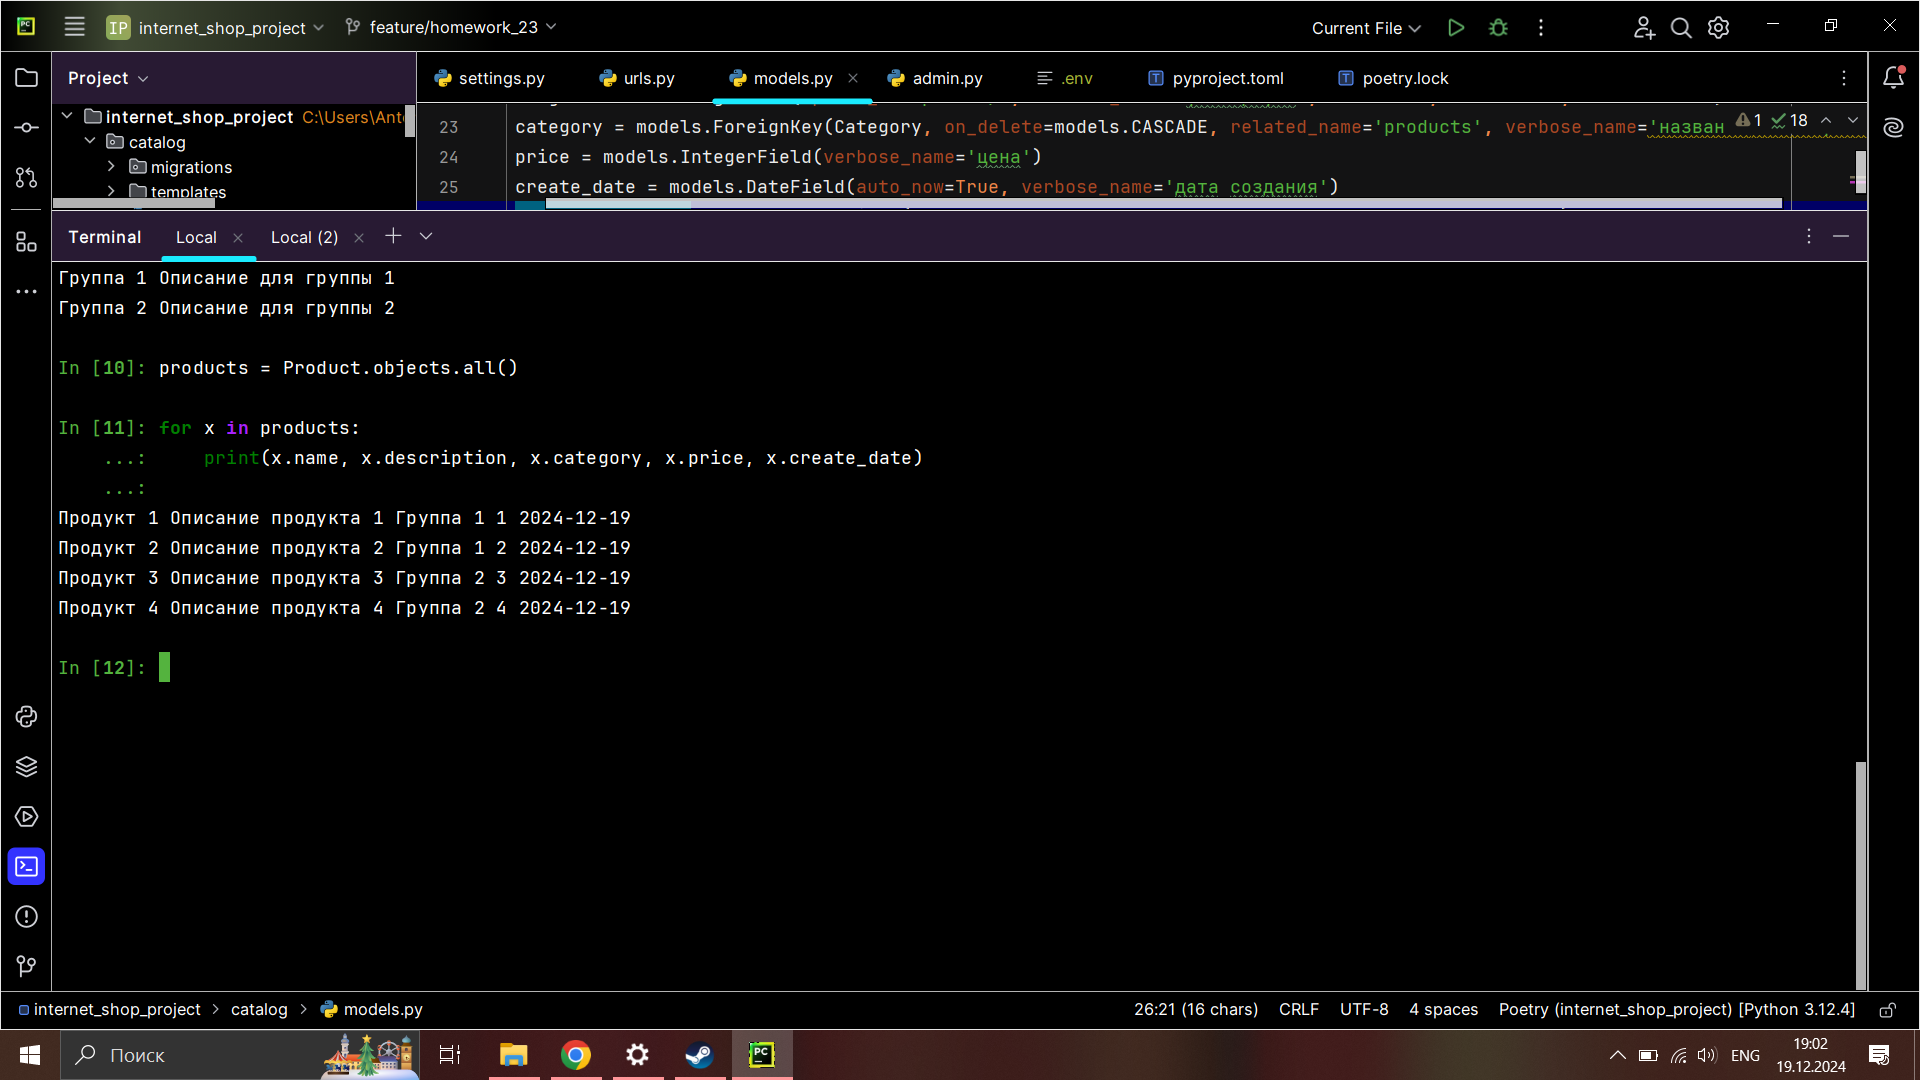 IP internet_shop_project feature/homework_23 Current File
Project settings.py urls.py models.py admin.py .env pyproject.toml poetry.lock
internet_shop_project C:\Users\Ant
catalog
migrations
templates
23 category = models.ForeignKey(Category, on_delete=models.CASCADE, related_name='products', verbose_name='назван 1 18
24 price = models.IntegerField(verbose_name='цена')
25 create_date = models.DateField(auto_now=True, verbose_name='дата создания')
Terminal Local Local (2)
Группа 1 Описание для группы 1
Группа 2 Описание для группы 2
In [10]: products = Product.objects.all()
In [11]: for x in products:
...: print(x.name, x.description, x.category, x.price, x.create_date)
...:
Продукт 1 Описание продукта 1 Группа 1 1 2024-12-19
Продукт 2 Описание продукта 2 Группа 1 2 2024-12-19
Продукт 3 Описание продукта 3 Группа 2 3 2024-12-19
Продукт 4 Описание продукта 4 Группа 2 4 2024-12-19
In [12]:
internet_shop_project > catalog > models.py 26:21 (16 chars) CRLF UTF-8 4 spaces Poetry (internet_shop_project) [Python 3.12.4]
Поиск ENG 19:02
19.12.2024